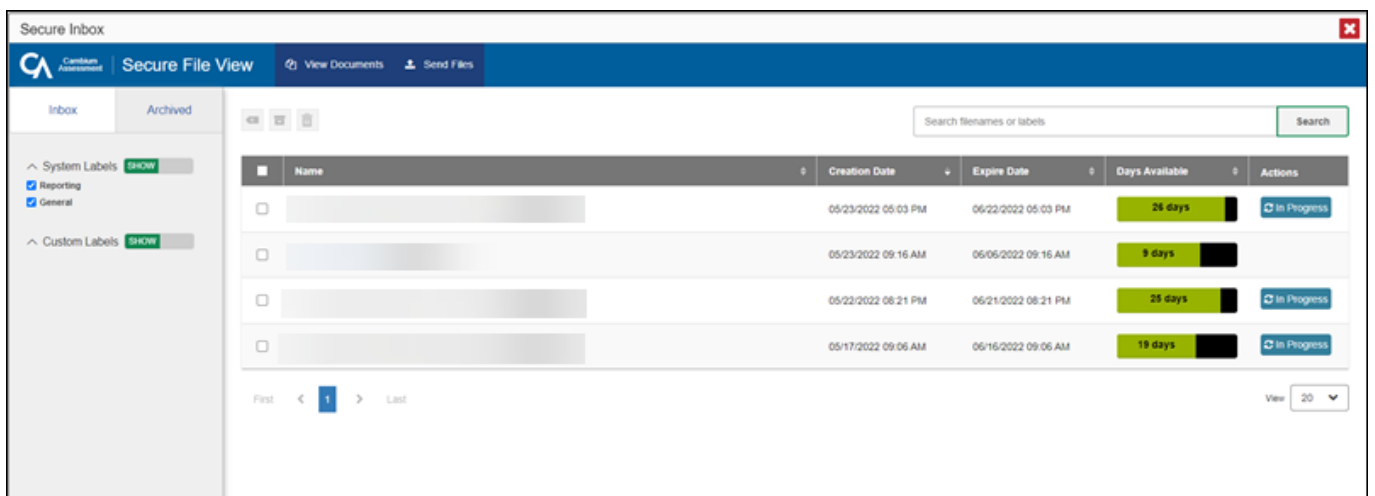 Secure Inbox
CA Cambium Assessment Secure File View View Documents Send Files
Inbox Archived
Search filenames or labels Search
System Labels SHOW
Reporting
General
Custom Labels SHOW
Name Creation Date Expire Date Days Available Actions
05/23/2022 05:03 PM 06/22/2022 05:03 PM 26 days In Progress
05/23/2022 09:16 AM 06/06/2022 09:16 AM 9 days
05/22/2022 08:21 PM 06/21/2022 08:21 PM 25 days In Progress
05/17/2022 09:06 AM 06/16/2022 09:06 AM 19 days In Progress
First < 1 > Last View 20